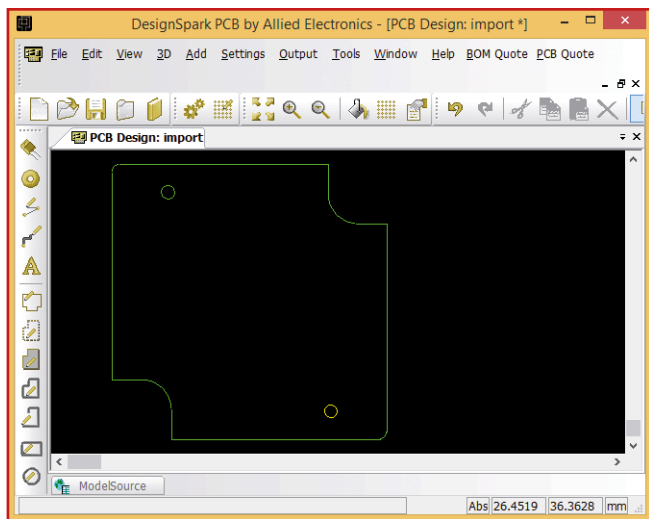 DesignSpark PCB by Allied Electronics - [PCB Design: import *]
File Edit View 3D Add Settings Output Tools Window Help BOM Quote PCB Quote
PCB Design: import
A
ModelSource
Abs 26.4519 36.3628 mm